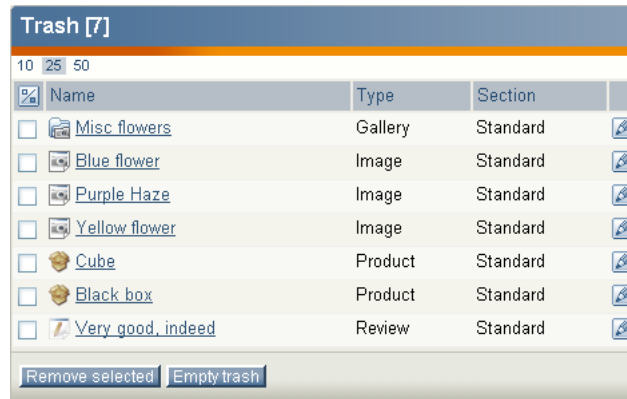 Trash [7]
10 25 50
Name Type Section
Misc flowers Gallery Standard
Blue flower Image Standard
Purple Haze Image Standard
Yellow flower Image Standard
Cube Product Standard
Black box Product Standard
Very good, indeed Review Standard
Remove selected Empty trash